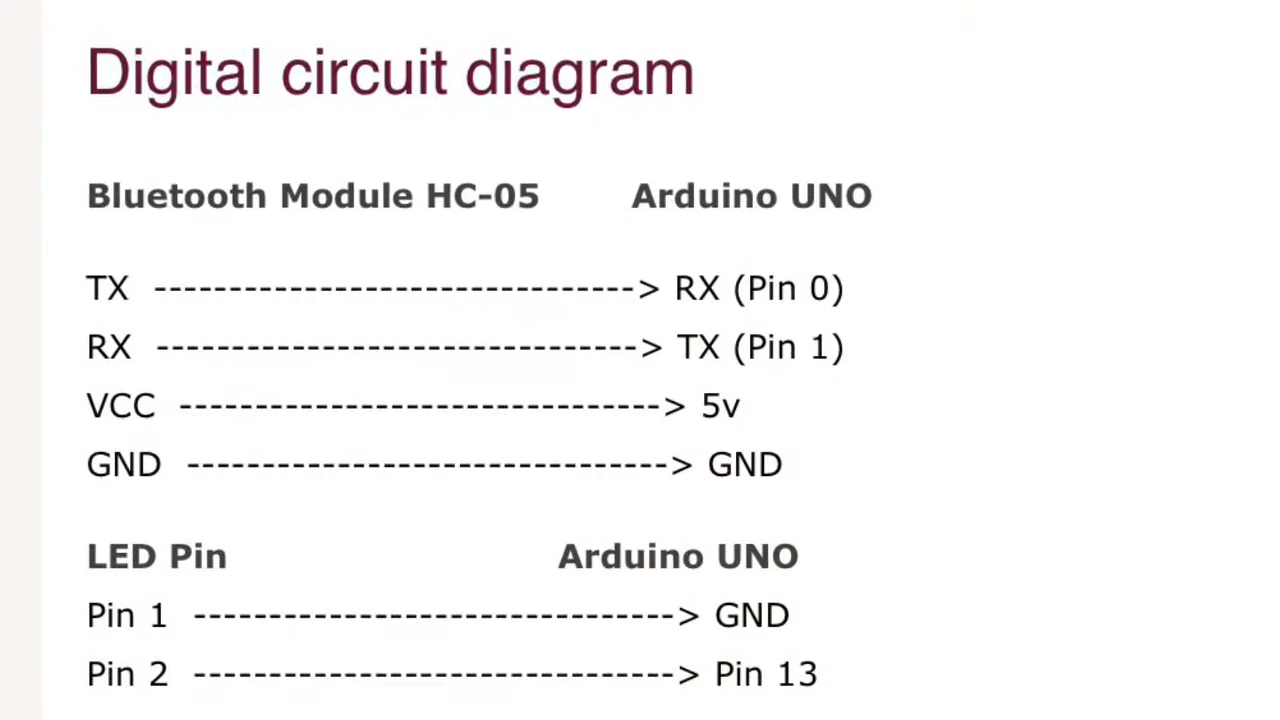 Digital circuit diagram
Bluetooth Module HC-05 Arduino UNO
TX --------------------------------> RX (Pin 0)
RX --------------------------------> TX (Pin 1)
VCC --------------------------------> 5v
GND --------------------------------> GND
LED Pin Arduino UNO
Pin 1 --------------------------------> GND
Pin 2 --------------------------------> Pin 13